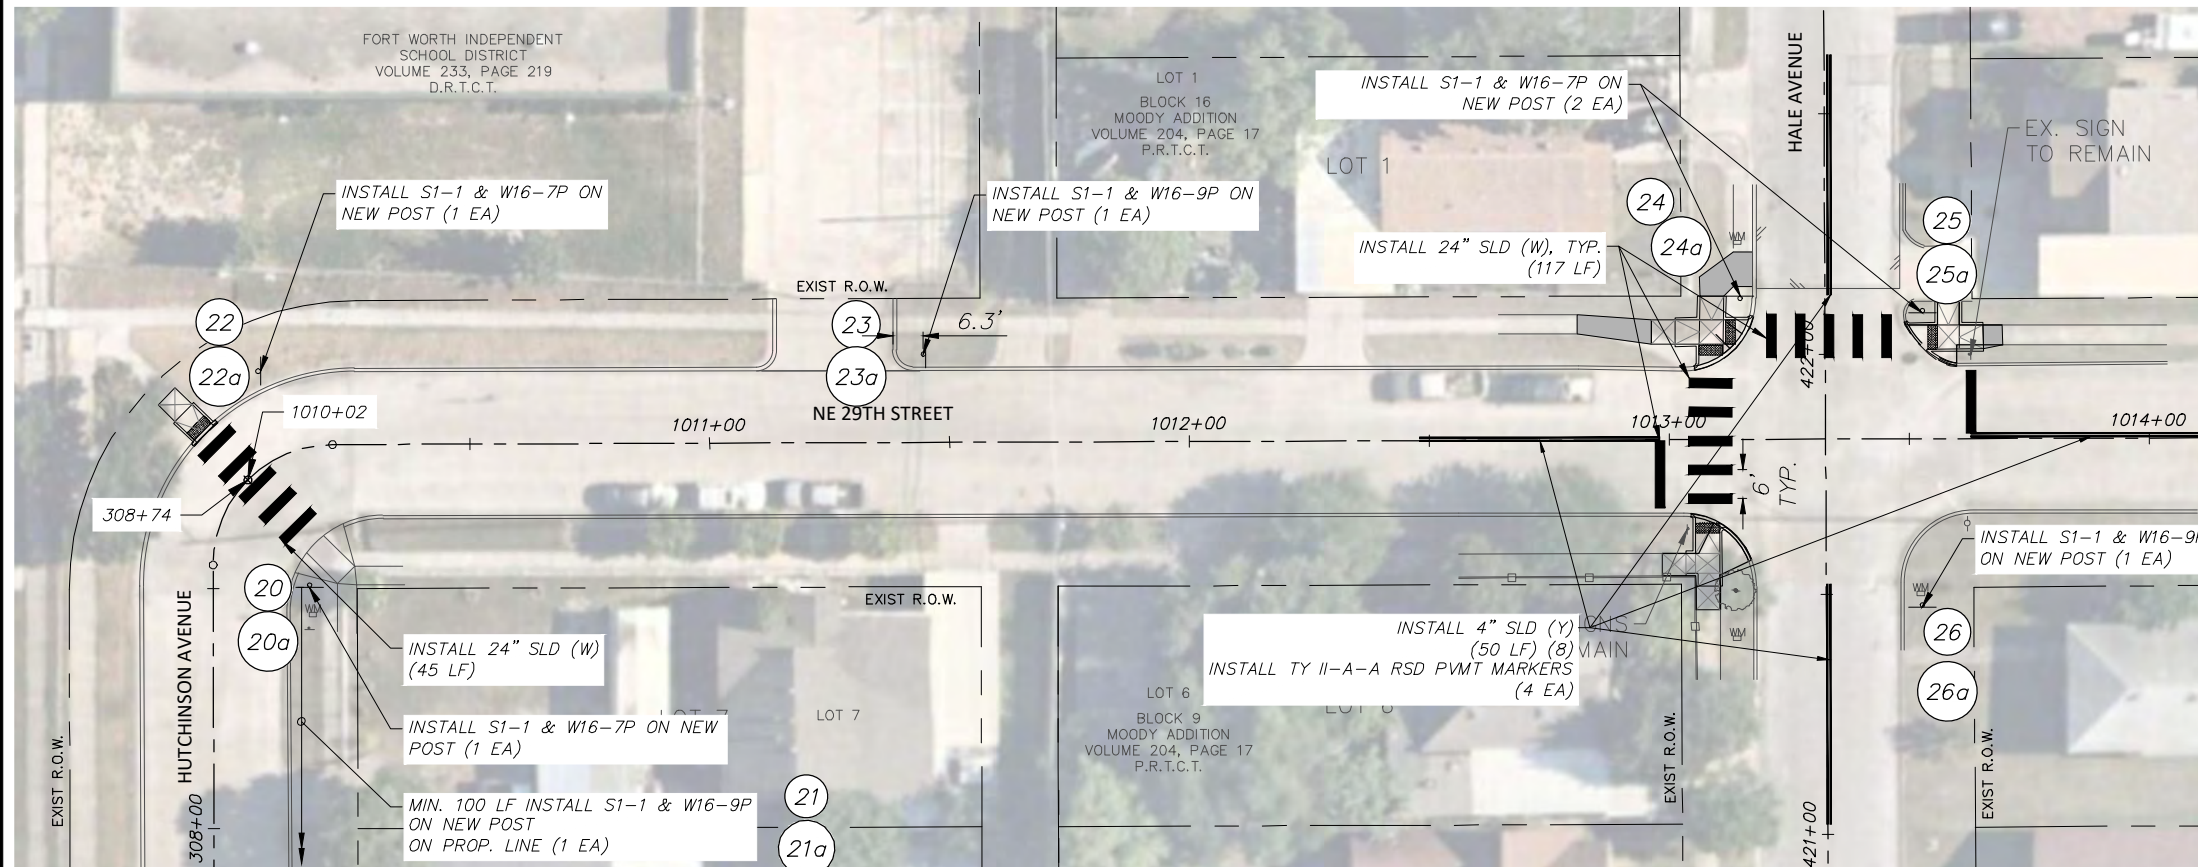 FORT WORTH INDEPENDENT
SCHOOL DISTRICT
VOLUME 233, PAGE 219
D.R.T.C.T.
LOT 1
BLOCK 16
MOODY ADDITION
VOLUME 204, PAGE 17
P.R.T.C.T.
LOT 1
INSTALL S1-1 & W16-7P ON
NEW POST (2 EA)
HALE AVENUE
EX. SIGN
TO REMAIN
INSTALL S1-1 & W16-7P ON
NEW POST (1 EA)
INSTALL S1-1 & W16-9P ON
NEW POST (1 EA)
24
24a
INSTALL 24" SLD (W), TYP.
(117 LF)
WM
25
25a
EXIST R.O.W.
22
22a
23
23a
6.3'
422+00
1010+02
NE 29TH STREET
1011+00
1012+00
1013+00
1014+00
6'
TYP.
308+74
INSTALL S1-1 & W16-9
ON NEW POST (1 EA)
20
20a
WM
HUTCHINSON AVENUE
EXIST R.O.W.
INSTALL 24" SLD (W)
(45 LF)
INSTALL 4" SLD (Y)
(50 LF) (8)
INSTALL TY II-A-A RSD PVMT MARKERS
(4 EA)
MAIN
WM
WM
26
26a
INSTALL S1-1 & W16-7P ON NEW
POST (1 EA)
LOT 7
LOT 6
BLOCK 9
MOODY ADDITION
VOLUME 204, PAGE 17
P.R.T.C.T.
EXIST R.O.W.
308+00
MIN. 100 LF INSTALL S1-1 & W16-9P
ON NEW POST
ON PROP. LINE (1 EA)
21
21a
EXIST R.O.W.
421+00
EXIST R.O.W.